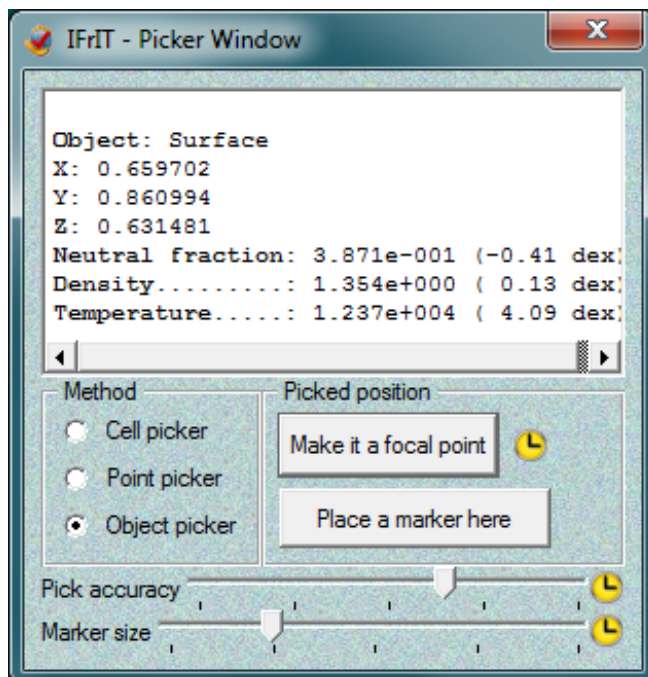 IFrIT - Picker Window
Object: Surface
X: 0.659702
Y: 0.860994
Z: 0.631481
Neutral fraction: 3.871e-001 (-0.41 dex)
Density.........: 1.354e+000 ( 0.13 dex)
Temperature.....: 1.237e+004 ( 4.09 dex)
Method
Picked position
Cell picker
Make it a focal point
Point picker
Object picker
Place a marker here
Pick accuracy
Marker size